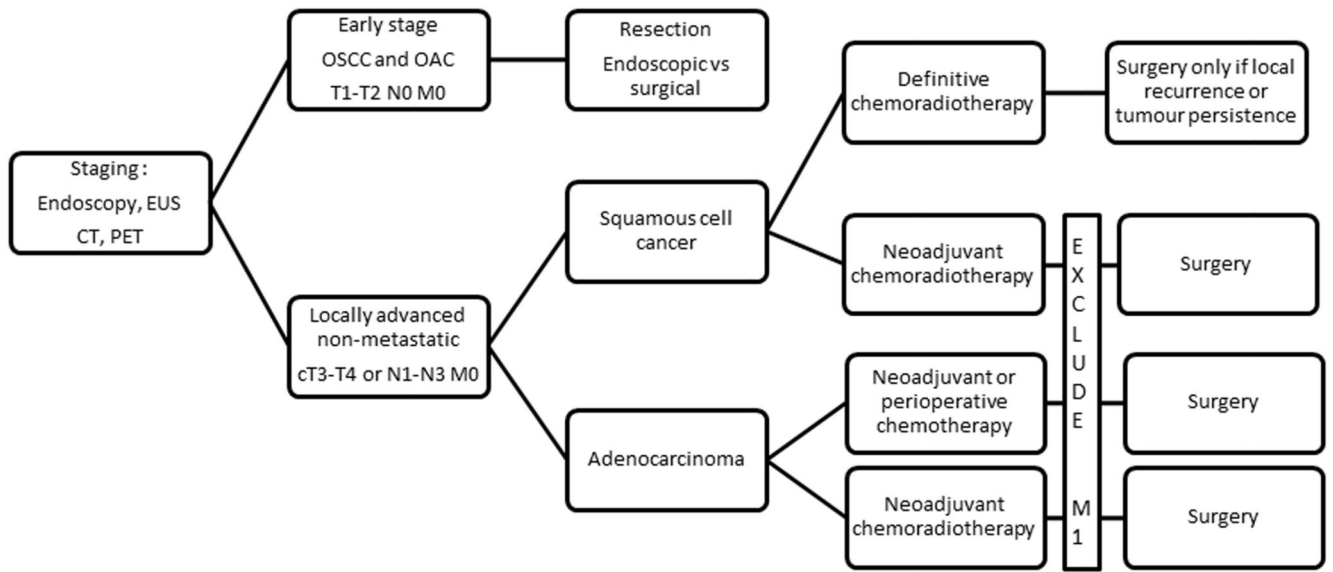 Staging :
Endoscopy, EUS
CT, PET
Early stage
OSCC and OAC
T1-T2 N0 M0
Resection
Endoscopic vs
surgical
Locally advanced
non-metastatic
cT3-T4 or N1-N3 M0
Squamous cell
cancer
Definitive
chemoradiotherapy
Surgery only if local
recurrence or
tumour persistence
Neoadjuvant
chemoradiotherapy
Surgery
Adenocarcinoma
Neoadjuvant or
perioperative
chemotherapy
Surgery
Neoadjuvant
chemoradiotherapy
Surgery
E
X
C
L
U
D
E
M
1